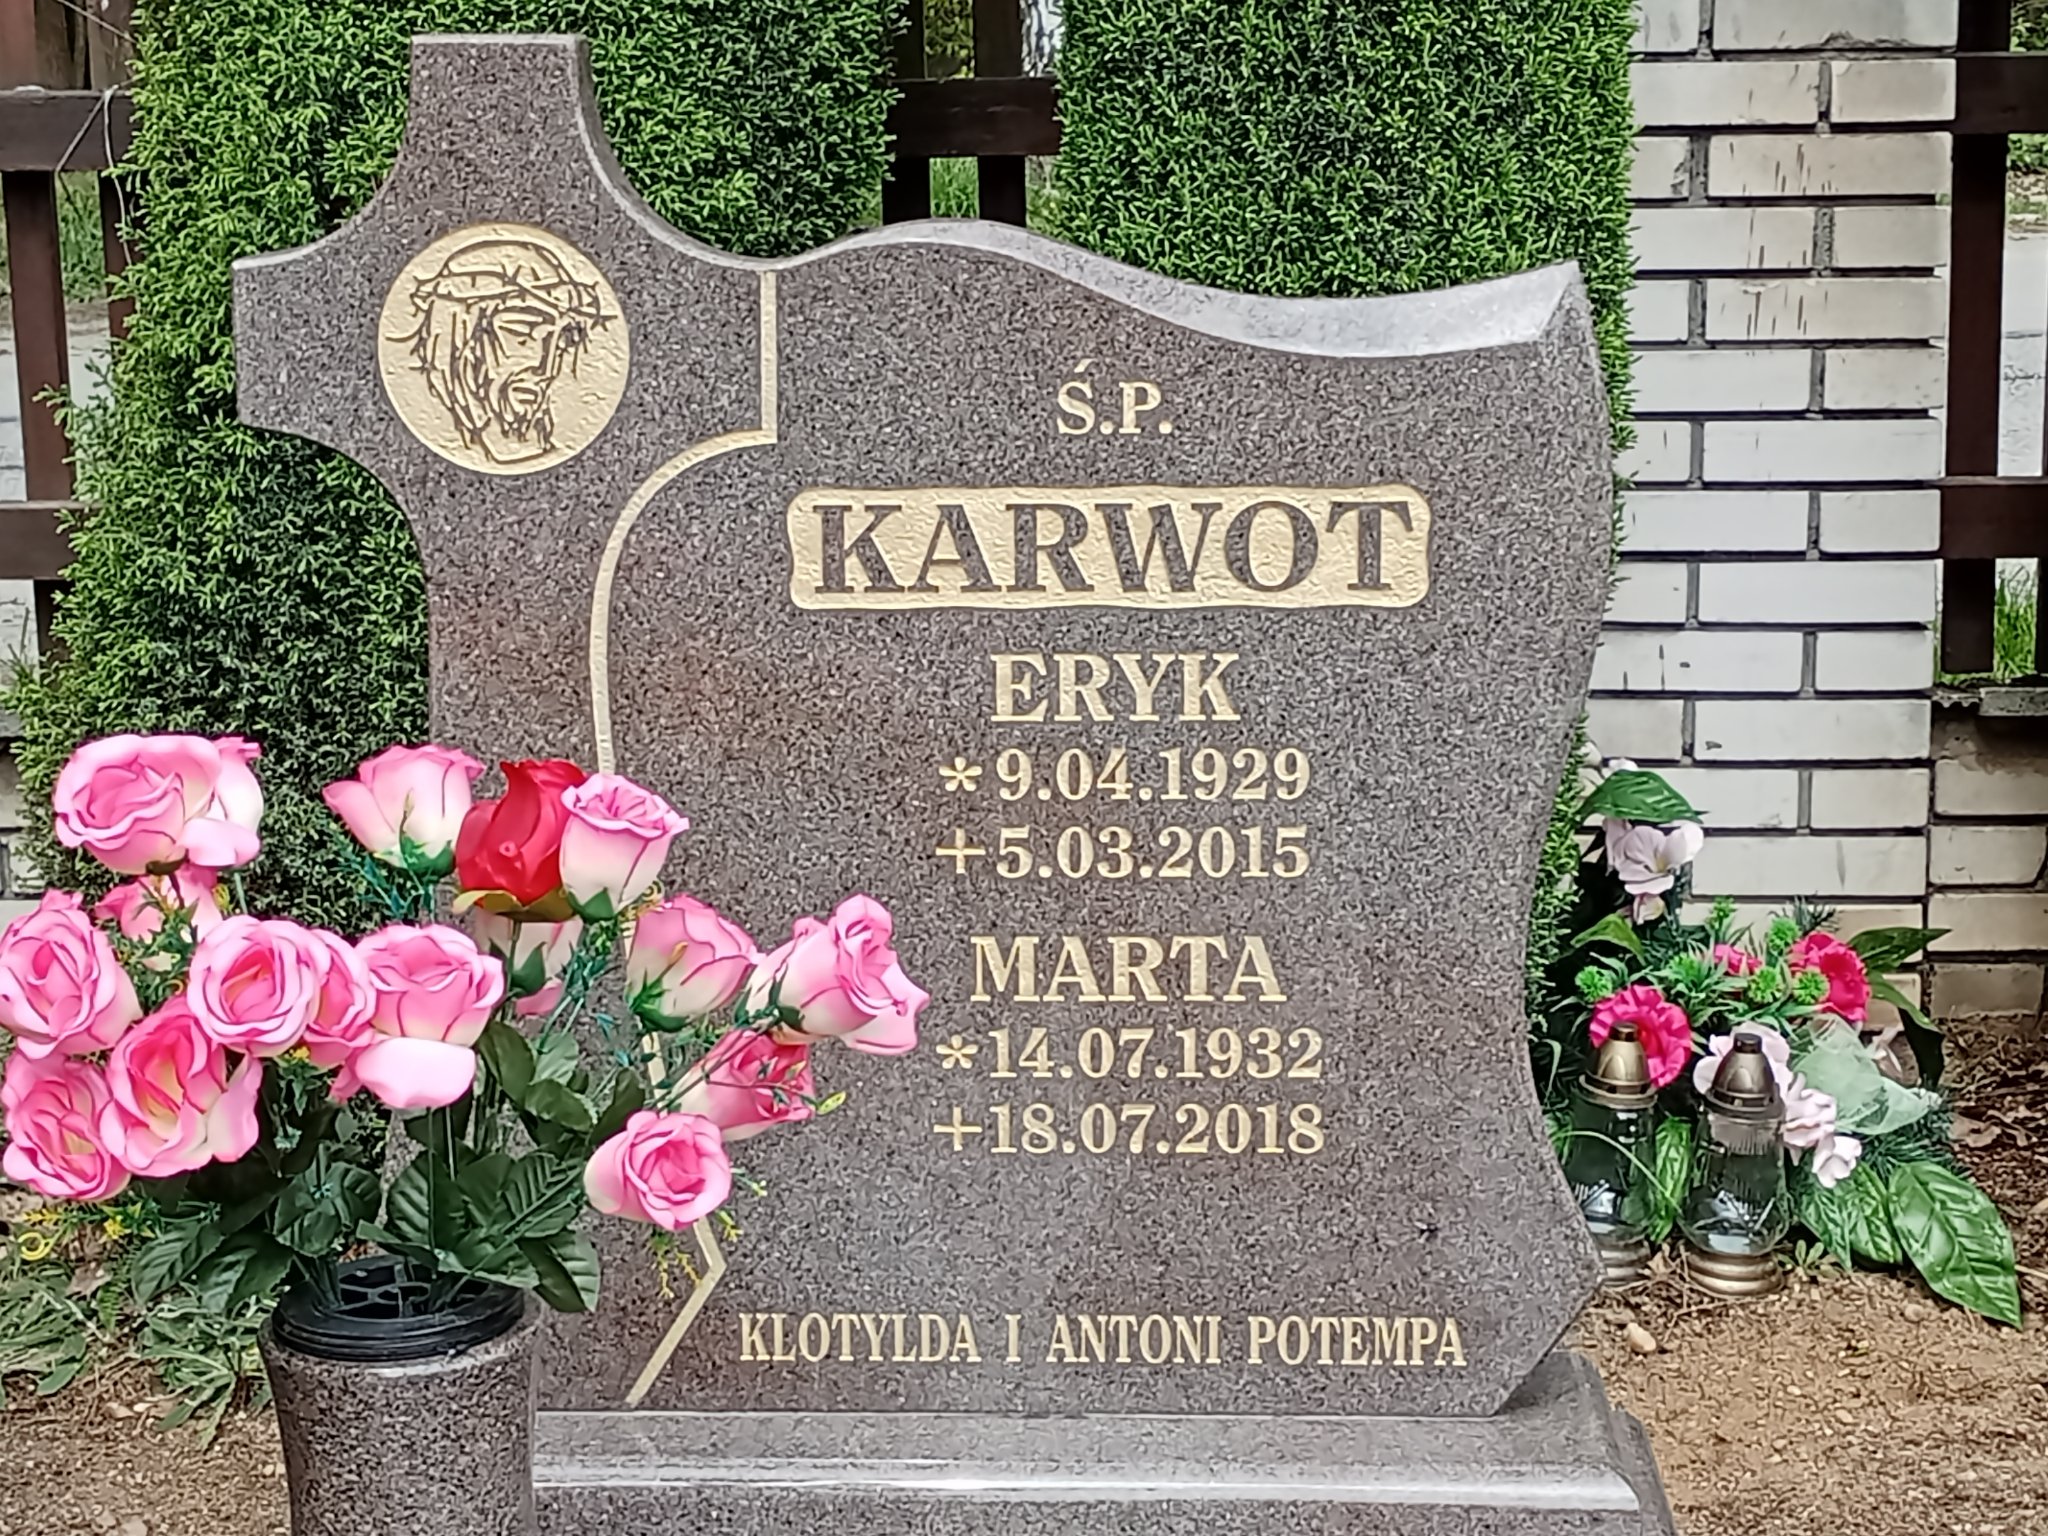 Ś.P.
KARWOT
ERYK
* 9.04.1929
+ 5.03.2015
MARTA
* 14.07.1932
+ 18.07.2018
KLOTYLDA I ANTONI POTEMPA